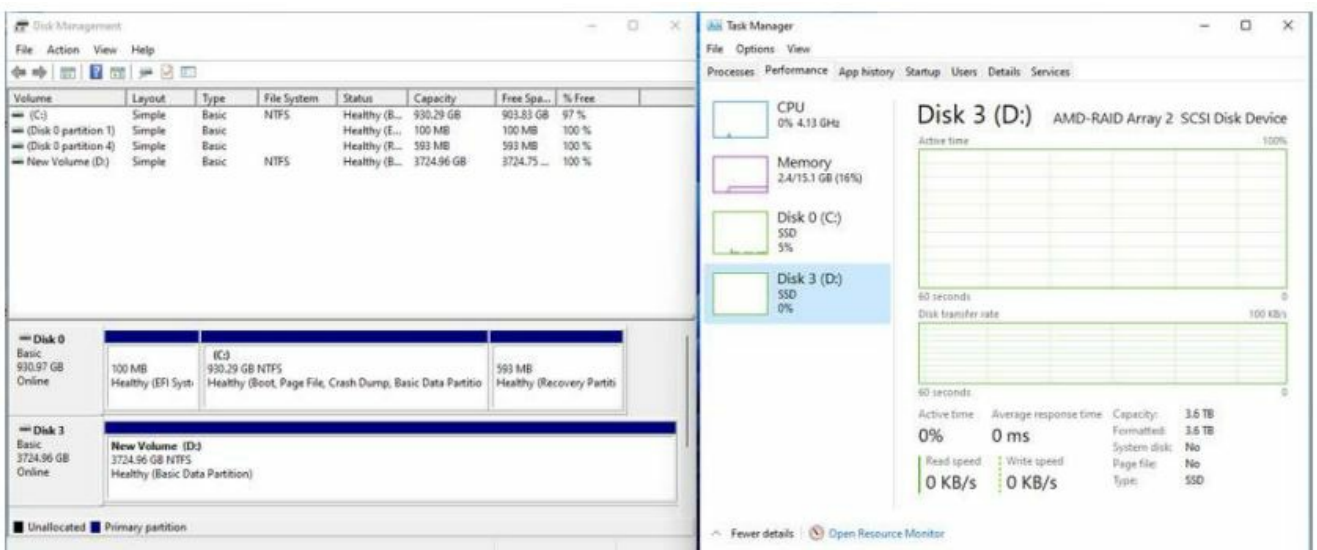 Disk Management
File Action View Help
Volume Layout Type File System Status Capacity Free Spa... % Free
(C:) Simple Basic NTFS Healthy (B... 930.29 GB 903.83 GB 97 %
(Disk 0 partition 1) Simple Basic Healthy (E... 100 MB 100 MB 100 %
(Disk 0 partition 4) Simple Basic Healthy (R... 593 MB 593 MB 100 %
New Volume (D:) Simple Basic NTFS Healthy (B... 3724.96 GB 3724.75 ... 100 %
Disk 0
Basic
930.97 GB
Online
100 MB
Healthy (EFI Syst
(C:)
930.29 GB NTFS
Healthy (Boot, Page File, Crash Dump, Basic Data Partitio
593 MB
Healthy (Recovery Partiti
Disk 3
Basic
3724.96 GB
Online
New Volume (D:)
3724.96 GB NTFS
Healthy (Basic Data Partition)
Unallocated Primary partition
Task Manager
File Options View
Processes Performance App history Startup Users Details Services
CPU
0% 4.13 GHz
Memory
2.4/15.1 GB (16%)
Disk 0 (C:)
SSD
5%
Disk 3 (D:)
SSD
0%
Disk 3 (D:) AMD-RAID Array 2 SCSI Disk Device
Active time 100%
60 seconds 0
Disk transfer rate 100 KB/s
60 seconds 0
Active time Average response time
0% 0 ms
Read speed Write speed
0 KB/s 0 KB/s
Capacity: 3.6 TB
Formatted: 3.6 TB
System disk: No
Page file: No
Type: SSD
Fewer details Open Resource Monitor